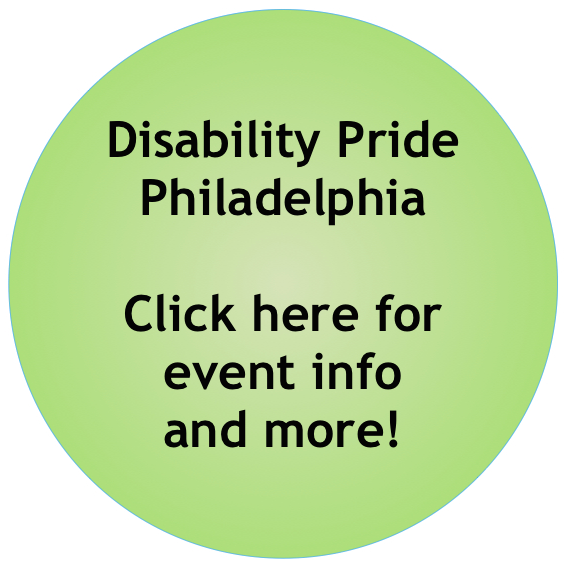 Disability Pride
Philadelphia
Click here for
event info
and more!